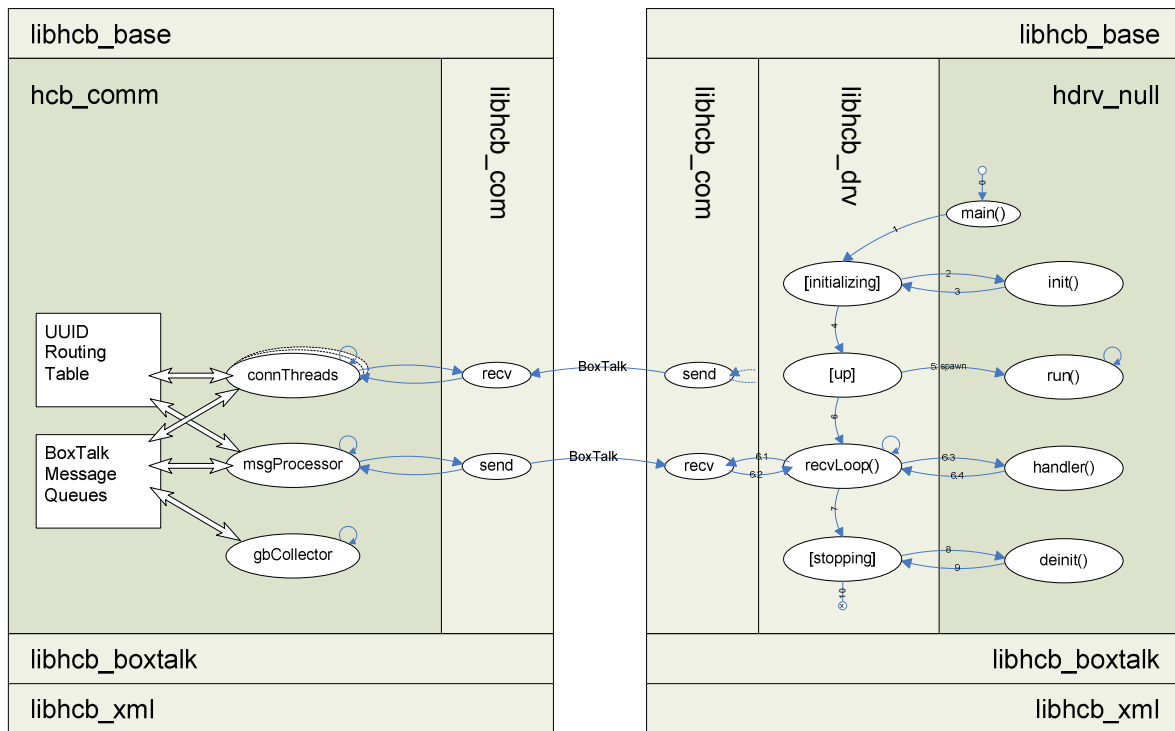 libhcb_base
hcb_comm
libhcb_com
UUID
Routing
Table
BoxTalk
Message
Queues
connThreads
msgProcessor
gbCollector
recv
send
BoxTalk
BoxTalk
libhcb_boxtalk
libhcb_xml
libhcb_base
libhcb_com
libhcb_drv
hdrv_null
0
main()
1
[initializing]
2
3
init()
4
send
[up]
5: spawn
run()
6
recv
6.1
6.2
recvLoop()
6.3
6.4
handler()
7
[stopping]
8
9
deinit()
10
libhcb_boxtalk
libhcb_xml